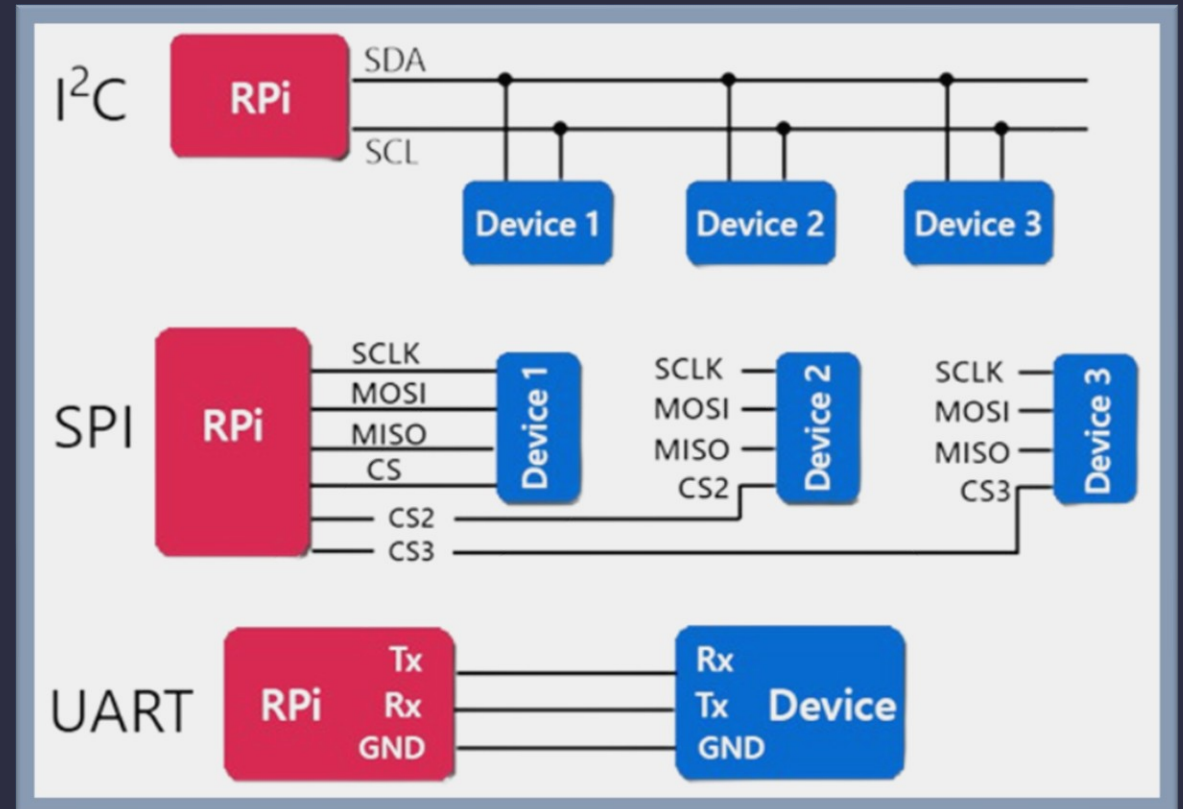 I²C
RPi
SDA
SCL
Device 1
Device 2
Device 3
SPI
RPi
SCLK
MOSI
MISO
CS
CS2
CS3
Device 1
SCLK
MOSI
MISO
CS2
Device 2
SCLK
MOSI
MISO
CS3
Device 3
UART
RPi
Tx
Rx
GND
Rx
Tx
GND
Device